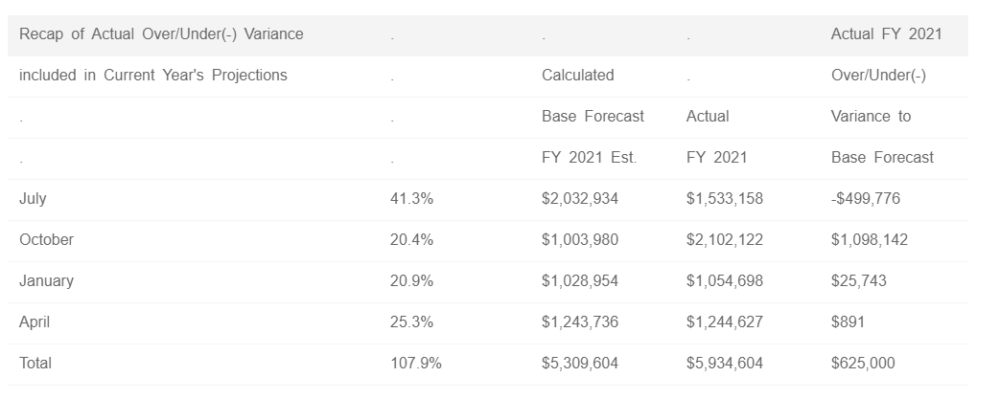 Recap of Actual Over/Under(-) Variance . . . Actual FY 2021
included in Current Year's Projections . Calculated . Over/Under(-)
. . Base Forecast Actual Variance to
. . FY 2021 Est. FY 2021 Base Forecast
July 41.3% $2,032,934 $1,533,158 -$499,776
October 20.4% $1,003,980 $2,102,122 $1,098,142
January 20.9% $1,028,954 $1,054,698 $25,743
April 25.3% $1,243,736 $1,244,627 $891
Total 107.9% $5,309,604 $5,934,604 $625,000